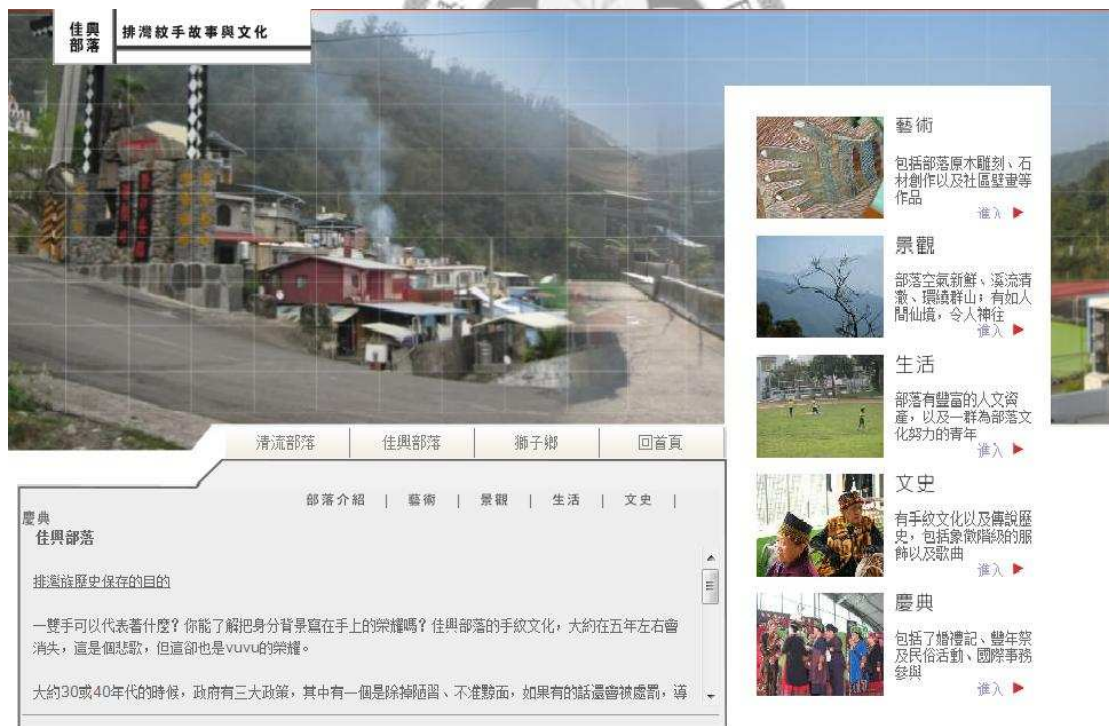 佳興
部落
排灣紋手故事與文化
清流部落
佳興部落
獅子鄉
回首頁
部落介紹 | 藝術 | 景觀 | 生活 | 文史 |
慶典
佳興部落
排灣族歷史保存的目的
一雙手可以代表著什麼？你能了解把身分背景寫在手上的榮耀嗎？佳興部落的手紋文化，大約在五年左右會
消失，這是個悲歌，但這卻也是vuvu的榮耀。
大約30或40年代的時候，政府有三大政策，其中有一個是除掉陋習、不准黥面，如果有的話還會被處罰，導
藝術
包括部落原木雕刻、石
材創作以及社區壁畫等
作品
進入
景觀
部落空氣新鮮、溪流清
澈、環繞群山；有如人
間仙境，令人神往
進入
生活
部落有豐富的人文資
產，以及一群為部落文
化努力的青年
進入
文史
有手紋文化以及傳說歷
史，包括象徵階級的服
飾以及歌曲
進入
慶典
包括了婚禮記、豐年祭
及民俗活動、國際事務
參與
進入